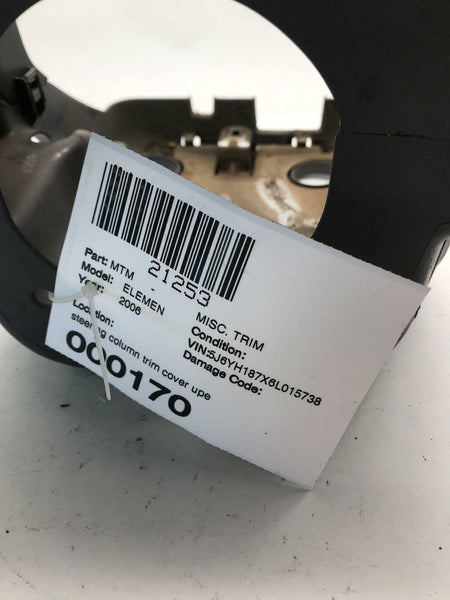 21253
Part: MTM - MISC. TRIM
Model: ELEMEN Condition:
Year: 2006 VIN:5J6YH187X6L015738
Location: Damage Code:
steering column trim cover upe
000170